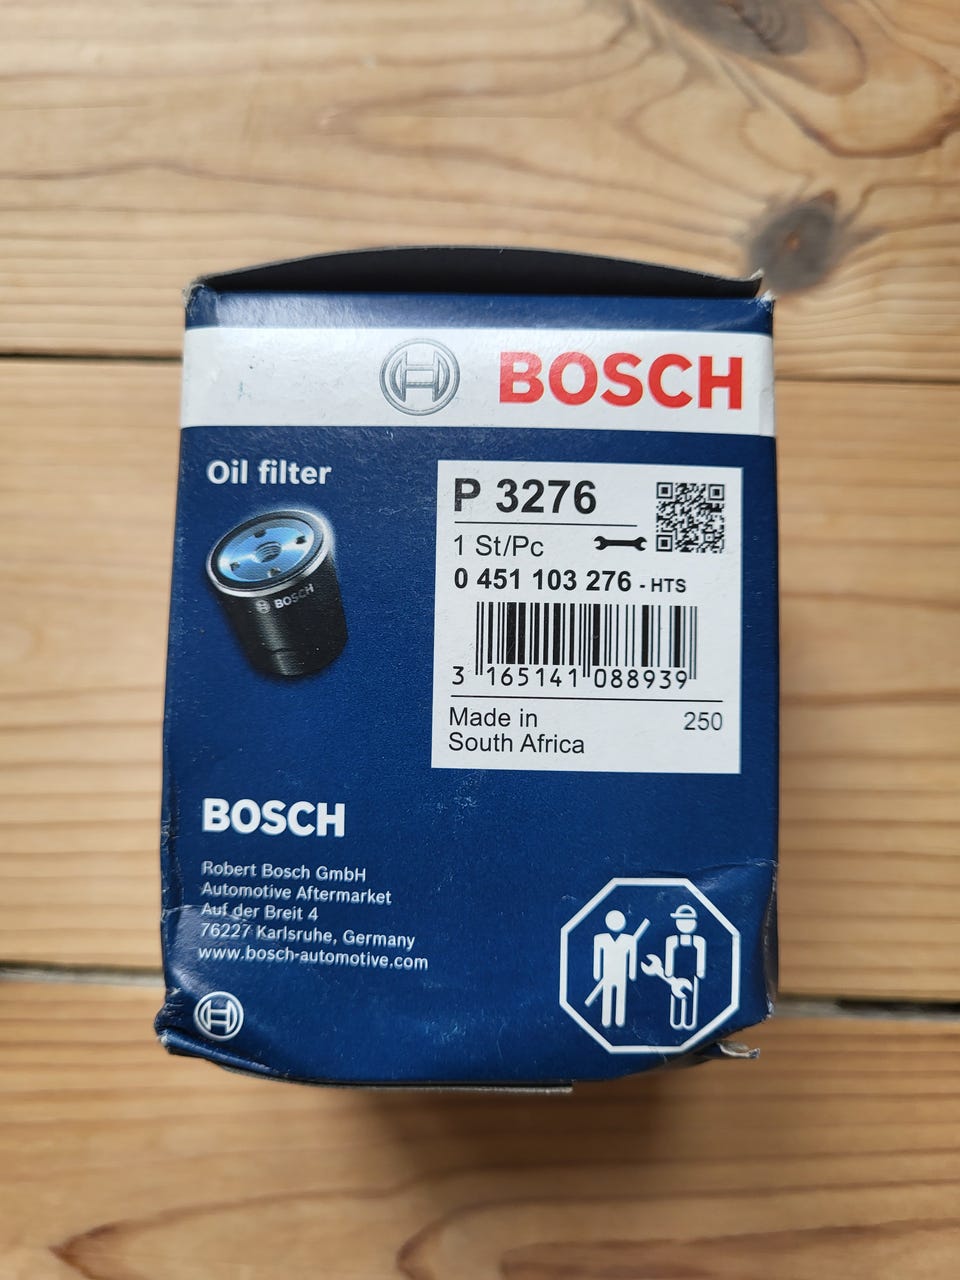 BOSCH
Oil filter
BOSCH
P 3276
1 St/Pc
0 451 103 276 - HTS
3 165141 088939
Made in
South Africa
250
BOSCH
Robert Bosch GmbH
Automotive Aftermarket
Auf der Breit 4
76227 Karlsruhe, Germany
www.bosch-automotive.com